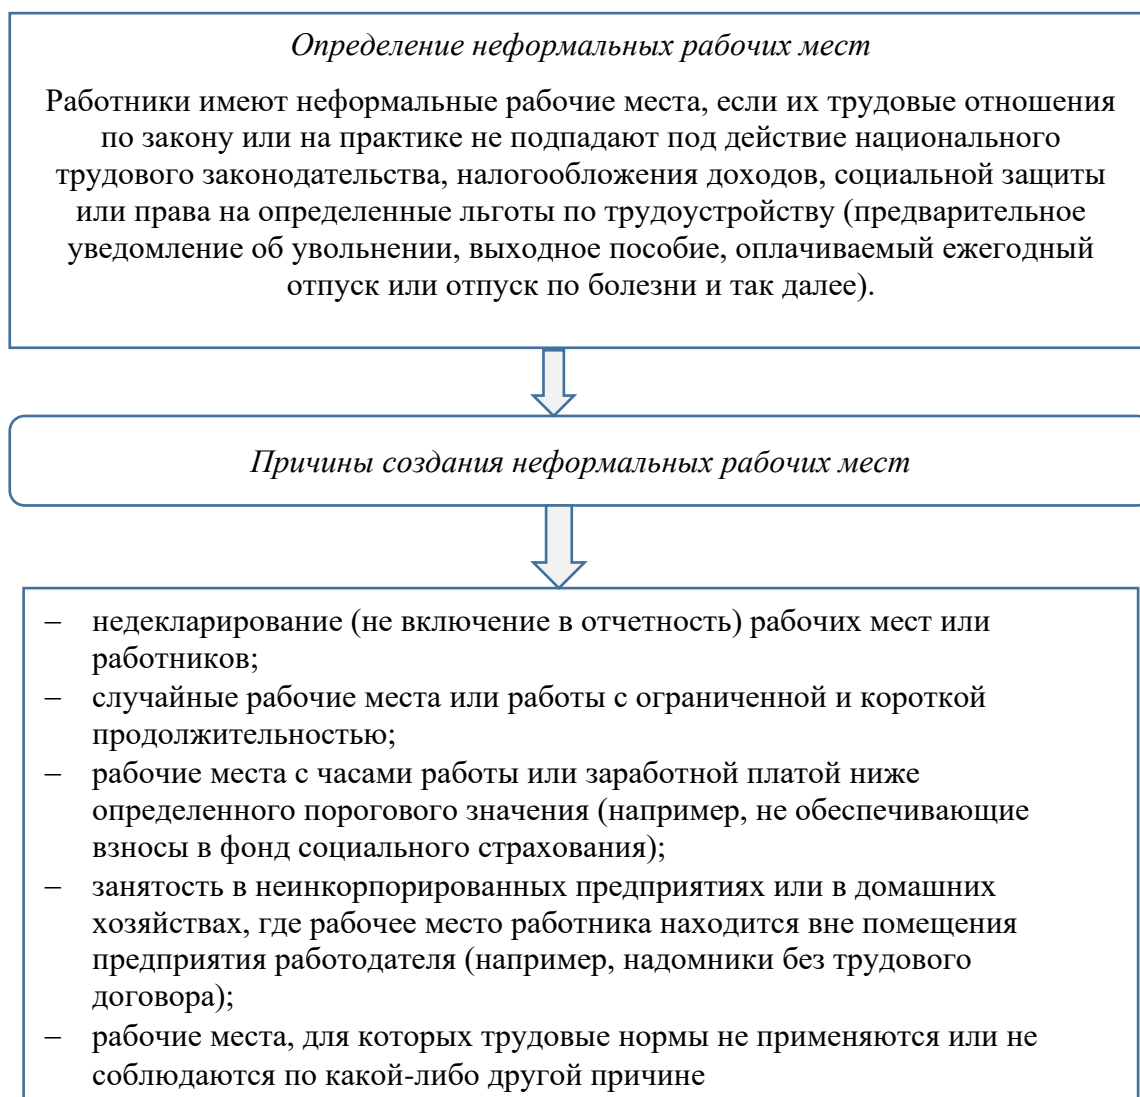 Определение неформальных рабочих мест
Работники имеют неформальные рабочие места, если их трудовые отношения
по закону или на практике не подпадают под действие национального
трудового законодательства, налогообложения доходов, социальной защиты
или права на определенные льготы по трудоустройству (предварительное
уведомление об увольнении, выходное пособие, оплачиваемый ежегодный
отпуск или отпуск по болезни и так далее).
Причины создания неформальных рабочих мест
– недекларирование (не включение в отчетность) рабочих мест или
работников;
– случайные рабочие места или работы с ограниченной и короткой
продолжительностью;
– рабочие места с часами работы или заработной платой ниже
определенного порогового значения (например, не обеспечивающие
взносы в фонд социального страхования);
– занятость в неинкорпорированных предприятиях или в домашних
хозяйствах, где рабочее место работника находится вне помещения
предприятия работодателя (например, надомники без трудового
договора);
– рабочие места, для которых трудовые нормы не применяются или не
соблюдаются по какой-либо другой причине